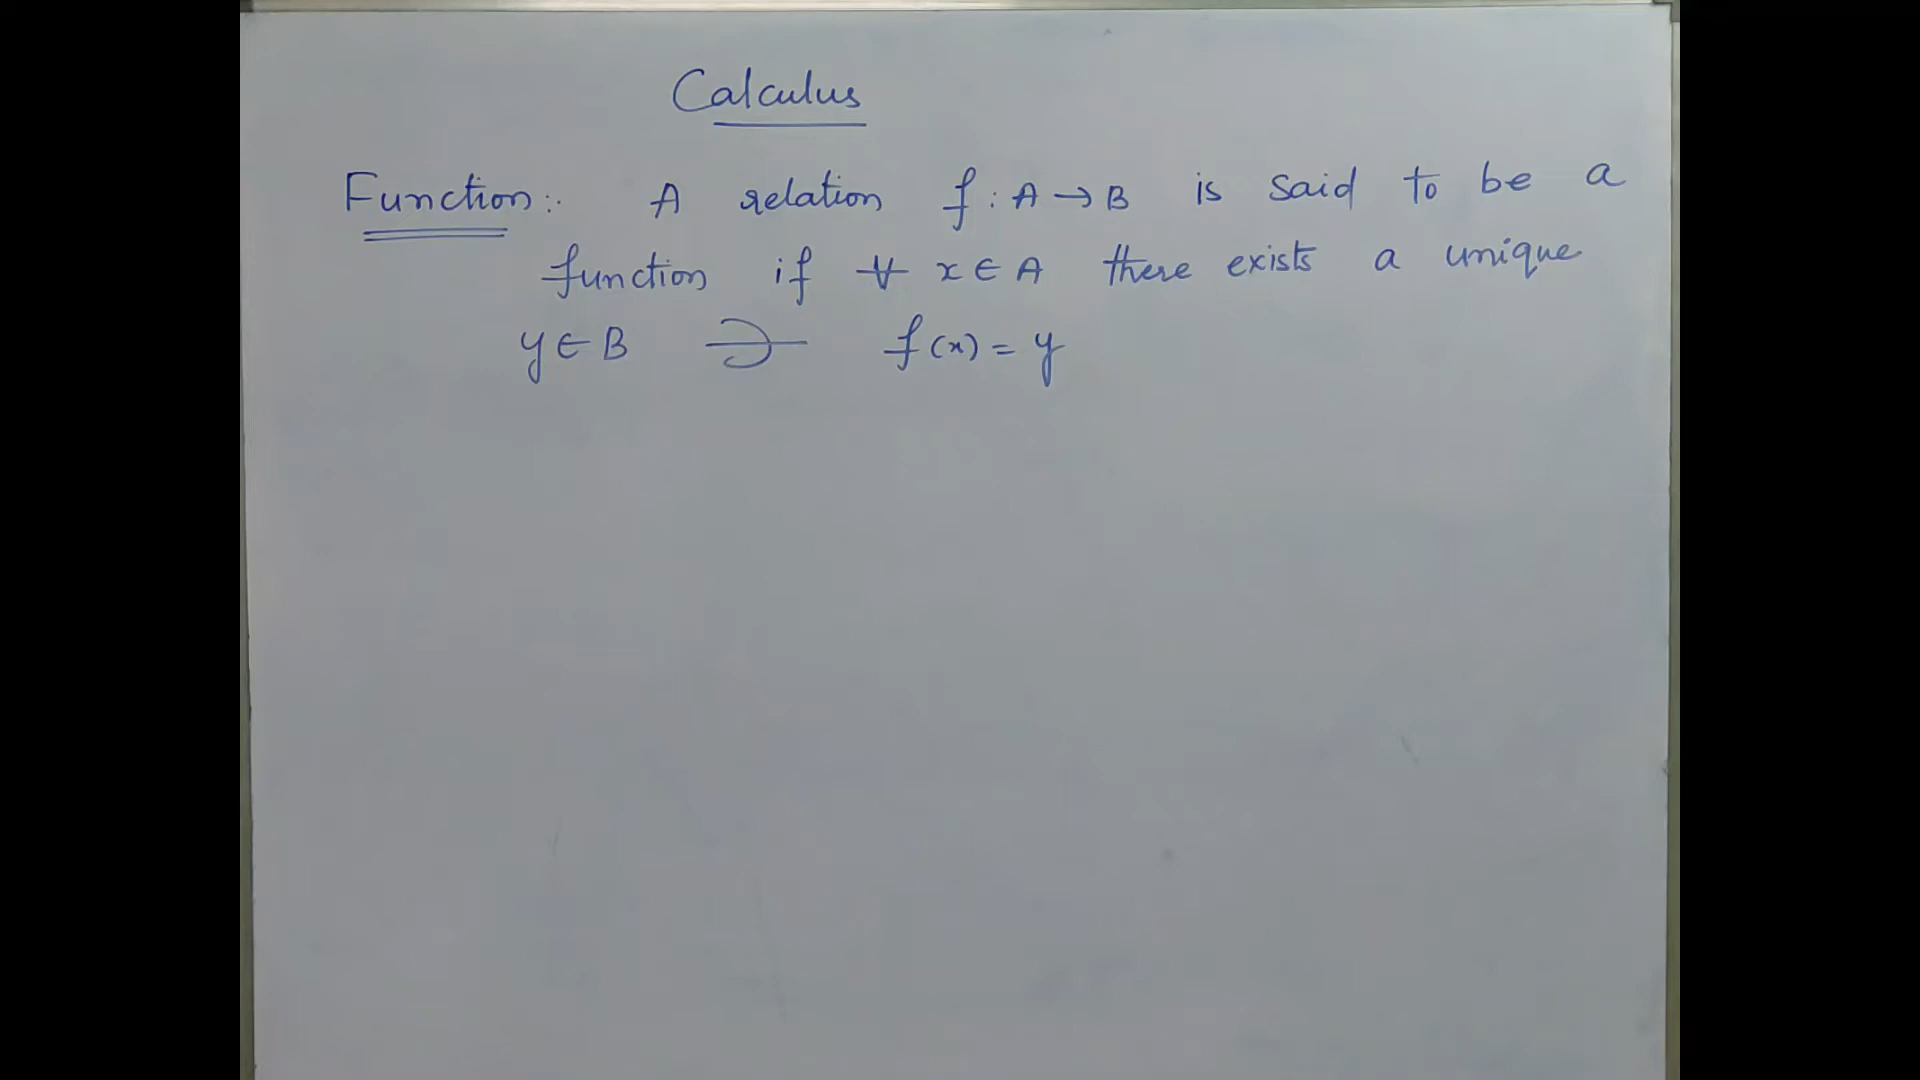 Calculus
Function:. A relation f : A → B is said to be a
function if ∀ x ∈ A there exists a unique
y ∈ B ∋ f(x) = y